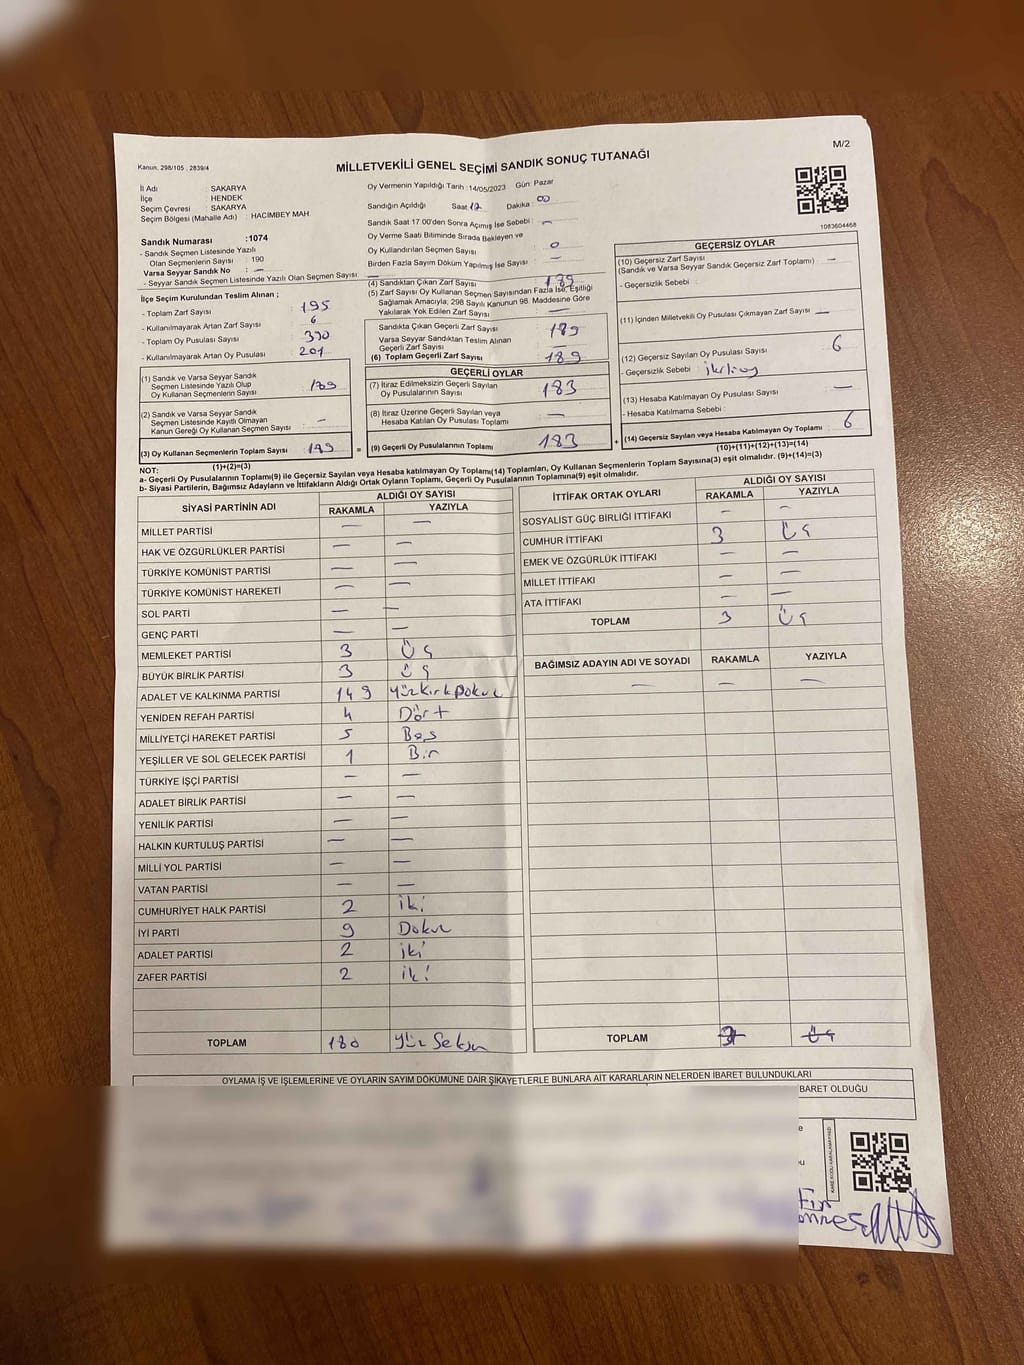 M/2
Kanun, 298/105 , 2839/4
MİLLETVEKİLİ GENEL SEÇİMİ SANDIK SONUÇ TUTANAĞI
İl Adı : SAKARYA
İlçe : HENDEK
Seçim Çevresi : SAKARYA
Seçim Bölgesi (Mahalle Adı) : HACİMBEY MAH
Sandık Numarası :1074
- Sandık Seçmen Listesinde Yazılı
Olan Seçmenlerin Sayısı : 190
Varsa Seyyar Sandık No : —
- Seyyar Sandık Seçmen Listesinde Yazılı Olan Seçmen Sayısı: —
İlçe Seçim Kurulundan Teslim Alınan ;
- Toplam Zarf Sayısı : 195
- Kullanılmayarak Artan Zarf Sayısı : 6
- Toplam Oy Pusulası Sayısı : 390
- Kullanılmayarak Artan Oy Pusulası : 201
(1) Sandık ve Varsa Seyyar Sandık
Seçmen Listesinde Yazılı Olup
Oy Kullanan Seçmenlerin Sayısı : 189
(2) Sandık ve Varsa Seyyar Sandık
Seçmen Listesinde Kayıtlı Olmayan
Kanun Gereği Oy Kullanan Seçmen Sayısı : —
(3) Oy Kullanan Seçmenlerin Toplam Sayısı : 189
(1)+(2)=(3)
Oy Vermenin Yapıldığı Tarih : 14/05/2023 Gün: Pazar
Sandığın Açıldığı Saat : 17 Dakika : 00
Sandık Saat 17.00'den Sonra Açımış İse Sebebi : —
Oy Verme Saati Bitiminde Sırada Bekleyen ve
Oy Kullandırılan Seçmen Sayısı : 0
Birden Fazla Sayım Döküm Yapılmış İse Sayısı : —
(4) Sandıktan Çıkan Zarf Sayısı : 189
(5) Zarf Sayısı Oy Kullanan Seçmen Sayısından Fazla İse, Eşitliği
Sağlamak Amacıyla; 298 Sayılı Kanunun 98. Maddesine Göre
Yakılarak Yok Edilen Zarf Sayısı : —
Sandıkta Çıkan Geçerli Zarf Sayısı : 189
Varsa Seyyar Sandıktan Teslim Alınan
Geçerli Zarf Sayısı : —
(6) Toplam Geçerli Zarf Sayısı : 189
GEÇERLİ OYLAR
(7) İtiraz Edilmeksizin Geçerli Sayılan
Oy Pusulalarının Sayısı : 183
(8) İtiraz Üzerine Geçerli Sayılan veya
Hesaba Katılan Oy Pusulası Toplamı : —
= (9) Geçerli Oy Pusulalarının Toplamı : 183
1083604468
GEÇERSİZ OYLAR
(10) Geçersiz Zarf Sayısı : —
(Sandık ve Varsa Seyyar Sandık Geçersiz Zarf Toplamı)
- Geçersizlik Sebebi :
(11) İçinden Milletvekili Oy Pusulası Çıkmayan Zarf Sayısı : —
(12) Geçersiz Sayılan Oy Pusulası Sayısı : 6
- Geçersizlik Sebebi :
(13) Hesaba Katılmayan Oy Pusulası Sayısı : —
- Hesaba Katılmama Sebebi :
+ (14) Geçersiz Sayılan veya Hesaba Katılmayan Oy Toplamı : 6
(10)+(11)+(12)+(13)=(14)
NOT:
a- Geçerli Oy Pusulalarının Toplamı(9) ile Geçersiz Sayılan veya Hesaba katılmayan Oy Toplamı(14) Toplamları, Oy Kullanan Seçmenlerin Toplam Sayısına(3) eşit olmalıdır. (9)+(14)=(3)
b- Siyasi Partilerin, Bağımsız Adayların ve İttifakların Aldığı Ortak Oyların Toplamı, Geçerli Oy Pusulalarının Toplamına(9) eşit olmalıdır.
SİYASİ PARTİNİN ADI ALDIĞI OY SAYISI
RAKAMLA YAZIYLA
MİLLET PARTİSİ — —
HAK VE ÖZGÜRLÜKLER PARTİSİ — —
TÜRKİYE KOMÜNİST PARTİSİ — —
TÜRKİYE KOMÜNİST HAREKETİ — —
SOL PARTİ — —
GENÇ PARTİ — —
MEMLEKET PARTİSİ 3 Üç
BÜYÜK BİRLİK PARTİSİ 3 Üç
ADALET VE KALKINMA PARTİSİ 149 Yüzkırkdokuz
YENİDEN REFAH PARTİSİ 4 Dört
MİLLİYETÇİ HAREKET PARTİSİ 5 Beş
YEŞİLLER VE SOL GELECEK PARTİSİ 1 Bir
TÜRKİYE İŞÇİ PARTİSİ — —
ADALET BİRLİK PARTİSİ — —
YENİLİK PARTİSİ — —
HALKIN KURTULUŞ PARTİSİ — —
MİLLİ YOL PARTİSİ — —
VATAN PARTİSİ — —
CUMHURİYET HALK PARTİSİ 2 iki
İYİ PARTİ 9 Dokuz
ADALET PARTİSİ 2 iki
ZAFER PARTİSİ 2 iki
TOPLAM 180 Yüz Seksen
İTTİFAK ORTAK OYLARI ALDIĞI OY SAYISI
RAKAMLA YAZIYLA
SOSYALİST GÜÇ BİRLİĞİ İTTİFAKI — —
CUMHUR İTTİFAKI 3 Üç
EMEK VE ÖZGÜRLÜK İTTİFAKI — —
MİLLET İTTİFAKI — —
ATA İTTİFAKI — —
TOPLAM 3 Üç
BAĞIMSIZ ADAYIN ADI VE SOYADI RAKAMLA YAZIYLA
— — —
TOPLAM 3 Üç
OYLAMA İŞ VE İŞLEMLERİNE VE OYLARIN SAYIM DÖKÜMÜNE DAİR ŞİKAYETLERLE BUNLARA AİT KARARLARIN NELERDEN İBARET BULUNDUKLARI
BARET OLDUĞU